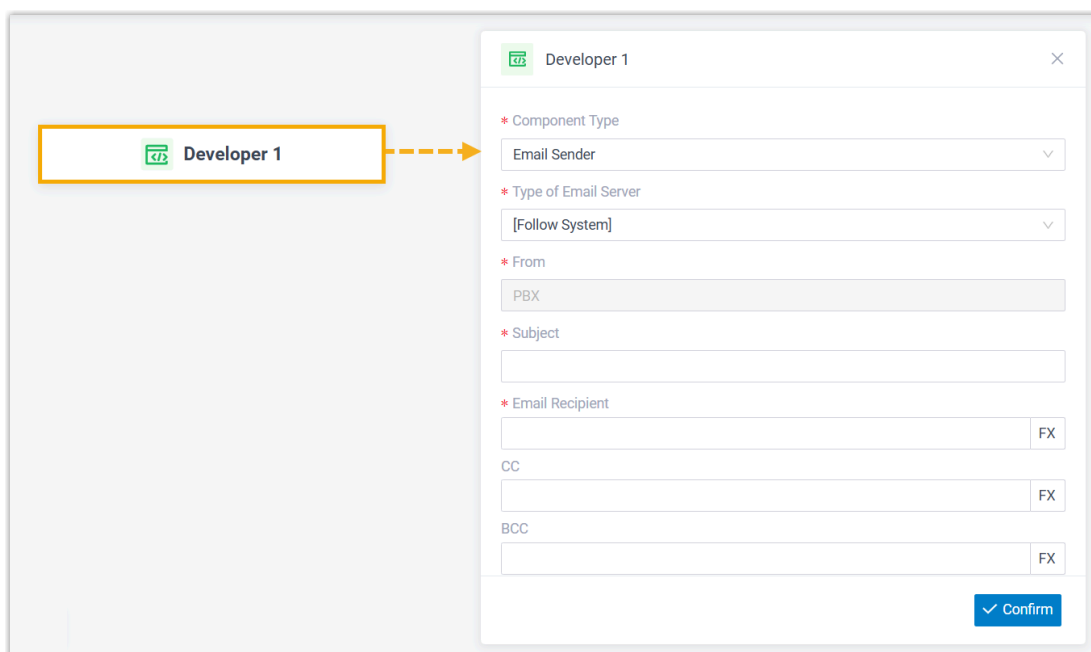 Developer 1
Developer 1
* Component Type
Email Sender
* Type of Email Server
[Follow System]
* From
PBX
* Subject
* Email Recipient
FX
CC
FX
BCC
FX
Confirm